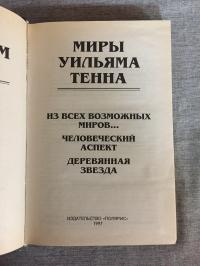 М
МИРЫ
УИЛЬЯМА
ТЕННА
ИЗ ВСЕХ ВОЗМОЖНЫХ
МИРОВ...
ЧЕЛОВЕЧЕСКИЙ
АСПЕКТ
ДЕРЕВЯННАЯ
ЗВЕЗДА
ИЗДАТЕЛЬСТВО «ПОЛЯРИС»
1997